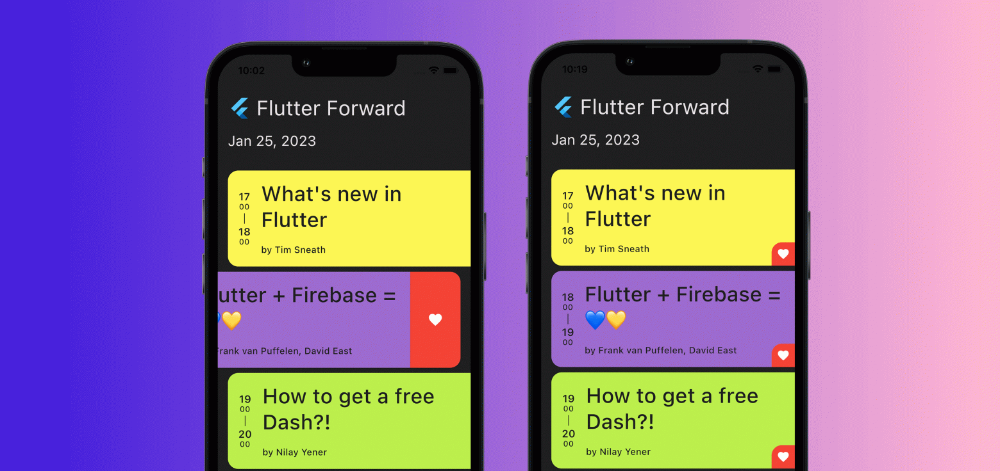 10:02
Flutter Forward
Jan 25, 2023
17
00
18
00
What's new in
Flutter
by Tim Sneath
utter + Firebase =
💛
Frank van Puffelen, David East
19
00
20
00
How to get a free
Dash?!
by Nilay Yener
10:19
Flutter Forward
Jan 25, 2023
17
00
18
00
What's new in
Flutter
by Tim Sneath
18
00
19
00
Flutter + Firebase =
💙💛
by Frank van Puffelen, David East
19
00
20
00
How to get a free
Dash?!
by Nilay Yener